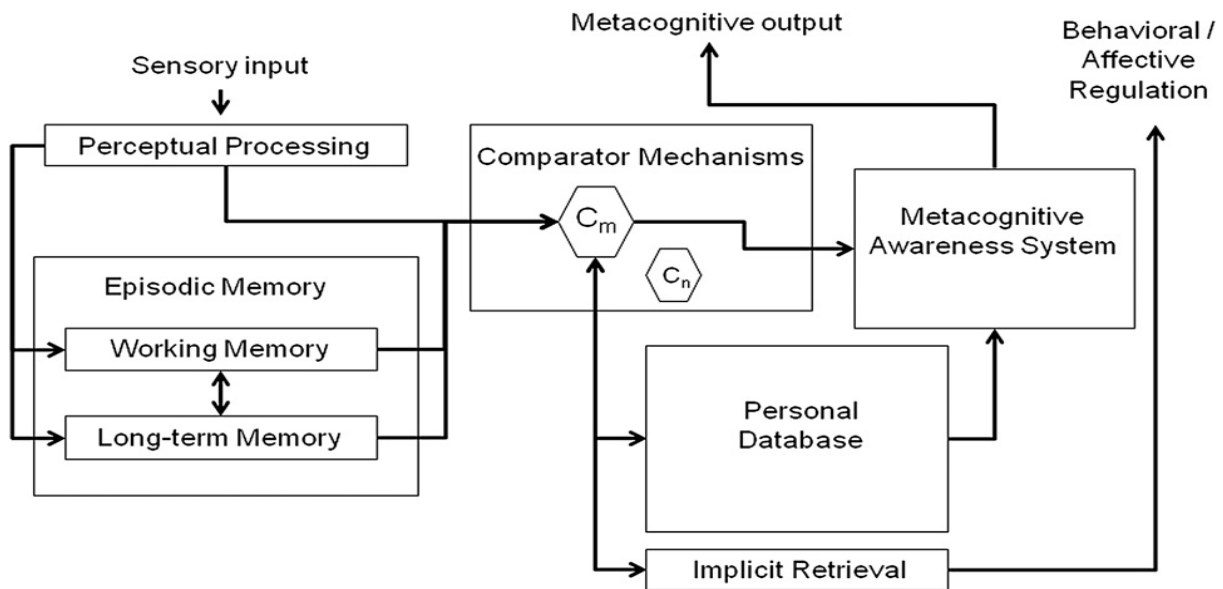 Metacognitive output
Behavioral /
Affective
Regulation
Sensory input
Perceptual Processing
Comparator Mechanisms
Cm
Cn
Metacognitive
Awareness System
Episodic Memory
Working Memory
Long-term Memory
Personal
Database
Implicit Retrieval